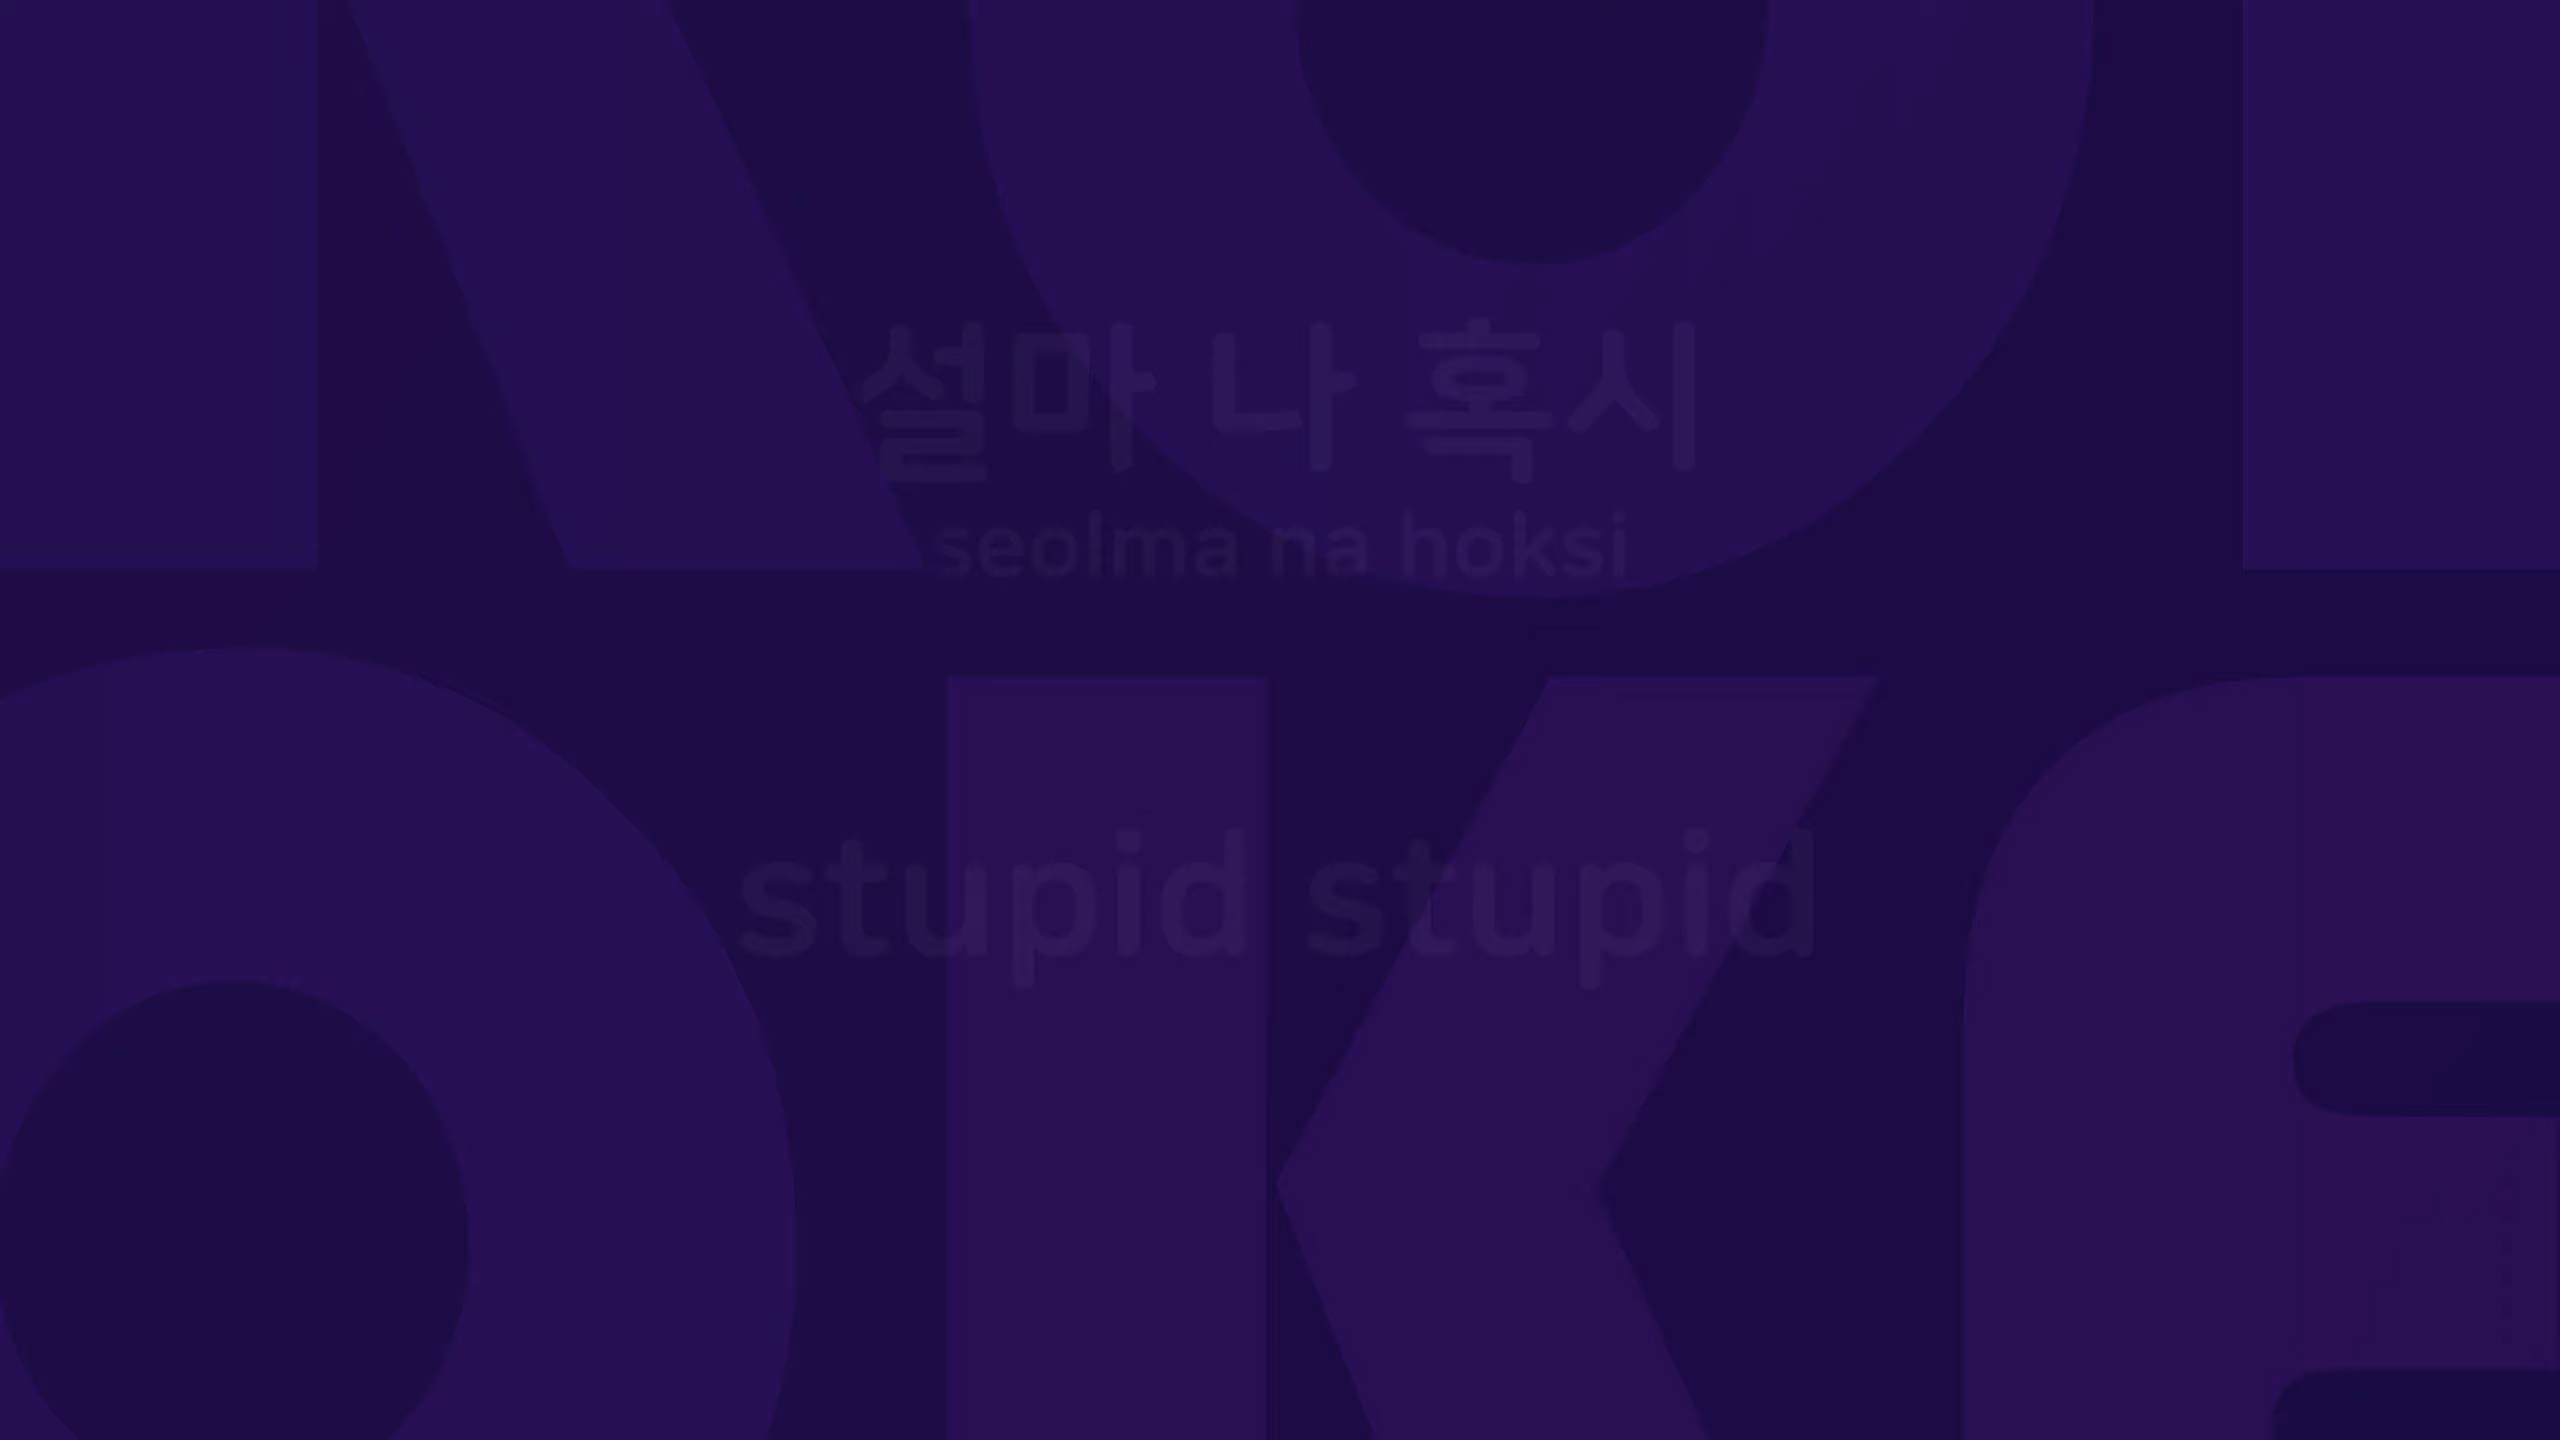 설마 나 혹시
seolma na hoksi
stupid stupid